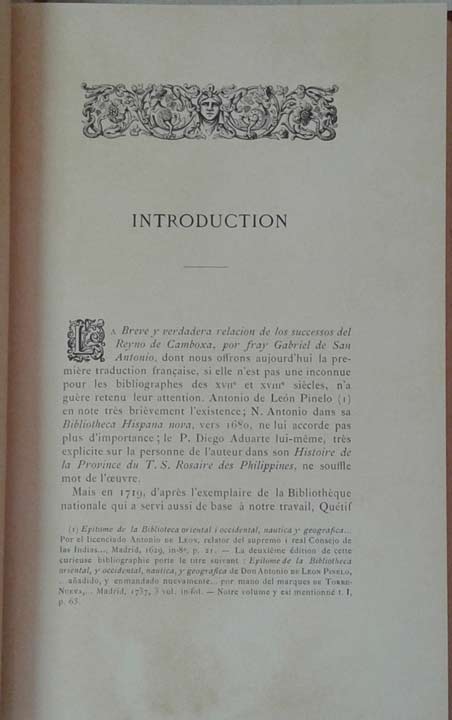 INTRODUCTION
LA Breve y verdadera relacion de los successos del
Reyno de Camboxa, por fray Gabriel de San
Antonio, dont nous offrons aujourd'hui la pre-
mière traduction française, si elle n'est pas une inconnue
pour les bibliographes des XVIIe et XVIIIe siècles, n'a
guère retenu leur attention. Antonio de León Pinelo (1)
en note très brièvement l'existence; N. Antonio dans sa
Bibliotheca Hispana nova, vers 1680, ne lui accorde pas
plus d'importance; le P. Diego Aduarte lui-même, très
explicite sur la personne de l'auteur dans son Histoire de
la Province du T. S. Rosaire des Philippines, ne souffle
mot de l'œuvre.
Mais en 1719, d'après l'exemplaire de la Bibliothèque
nationale qui a servi aussi de base à notre travail, Quétif
(1) Epitome de la Biblioteca oriental i occidental, nautica y geografica...
Por el licenciado Antonio de Leon, relator del supremo i real Consejo de
las Indias..., Madrid, 1629, in-8º, p. 21. — La deuxième édition de cette
curieuse bibliographie porte le titre suivant : Epitome de la Bibliotheca
oriental, y occidental, nautica, y geografica de Don Antonio de Leon Pinelo,
...añadido, y enmandado nuevamente... por mano del marques de Torre-
Nueva,... Madrid, 1737, 3 vol. in-fol. — Notre volume y est mentionné t. I,
p. 63.